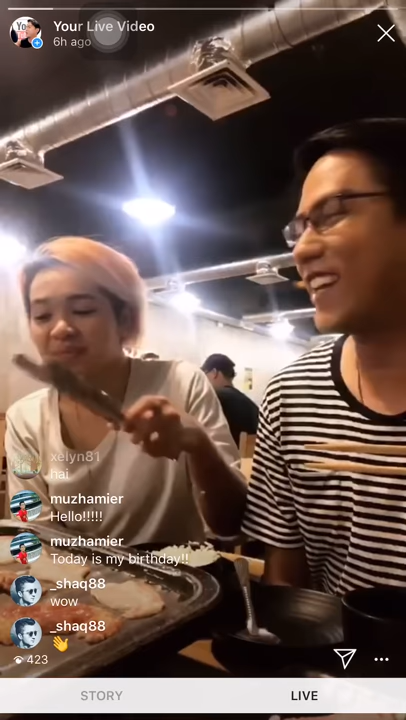 Your Live Video
6h ago
xelyn81
hai
muzhamier
Hello!!!!!
muzhamier
Today is my birthday!!
_shaq88
wow
_shaq88
👋
423
STORY
LIVE